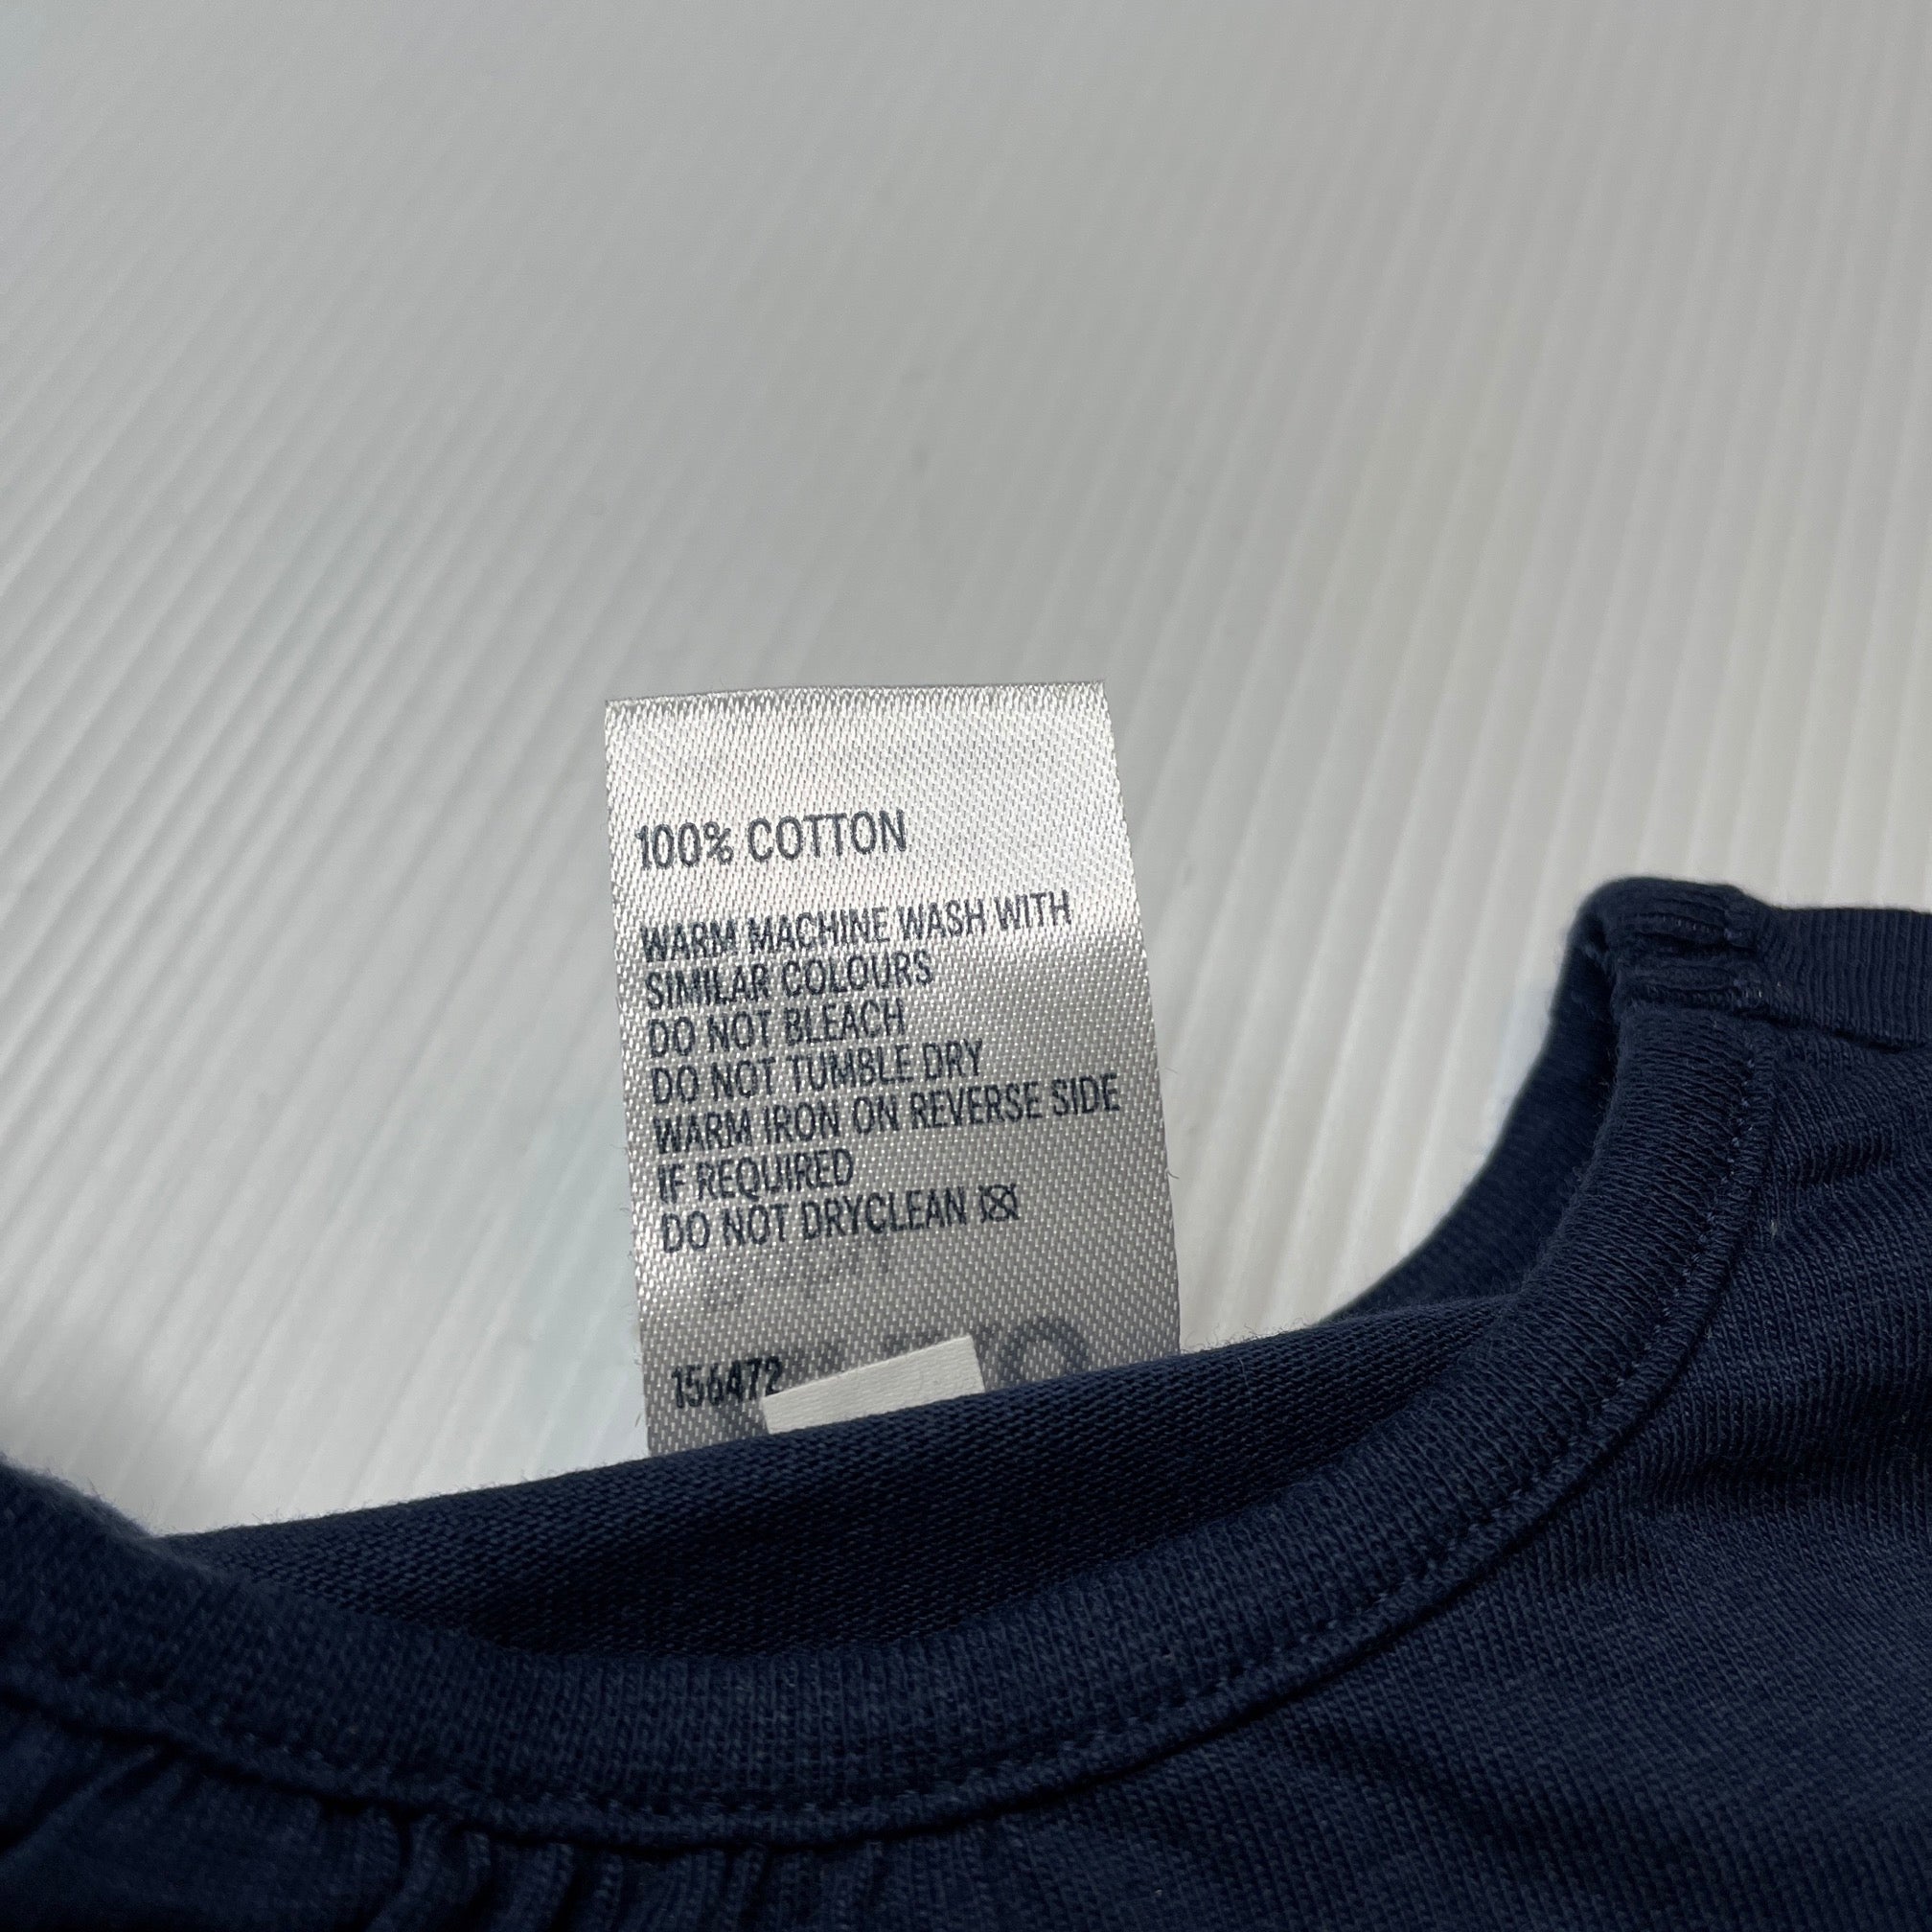 100% COTTON
WARM MACHINE WASH WITH
SIMILAR COLOURS
DO NOT BLEACH
DO NOT TUMBLE DRY
WARM IRON ON REVERSE SIDE
IF REQUIRED
DO NOT DRYCLEAN
156472